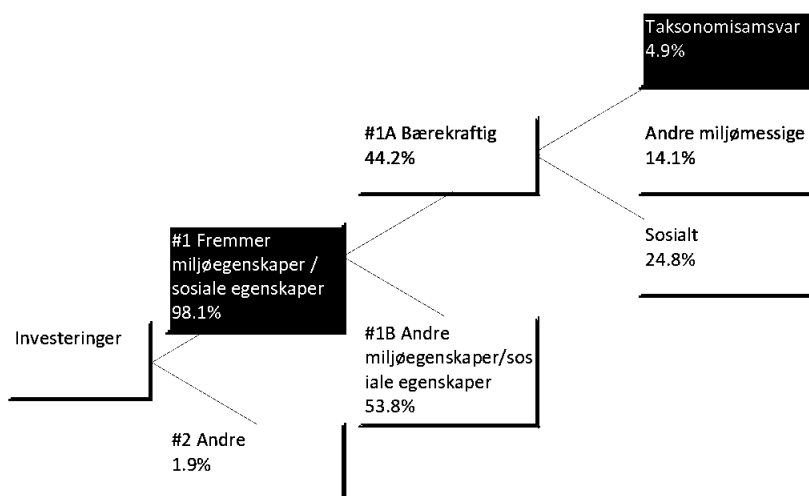 Taksonomisamsvar
4.9%
#1A Bærekraftig
44.2%
Andre miljømessige
14.1%
#1 Fremmer
miljøegenskaper /
sosiale egenskaper
98.1%
Sosialt
24.8%
Investeringer
#1B Andre
miljøegenskaper/sos
iale egenskaper
53.8%
#2 Andre
1.9%